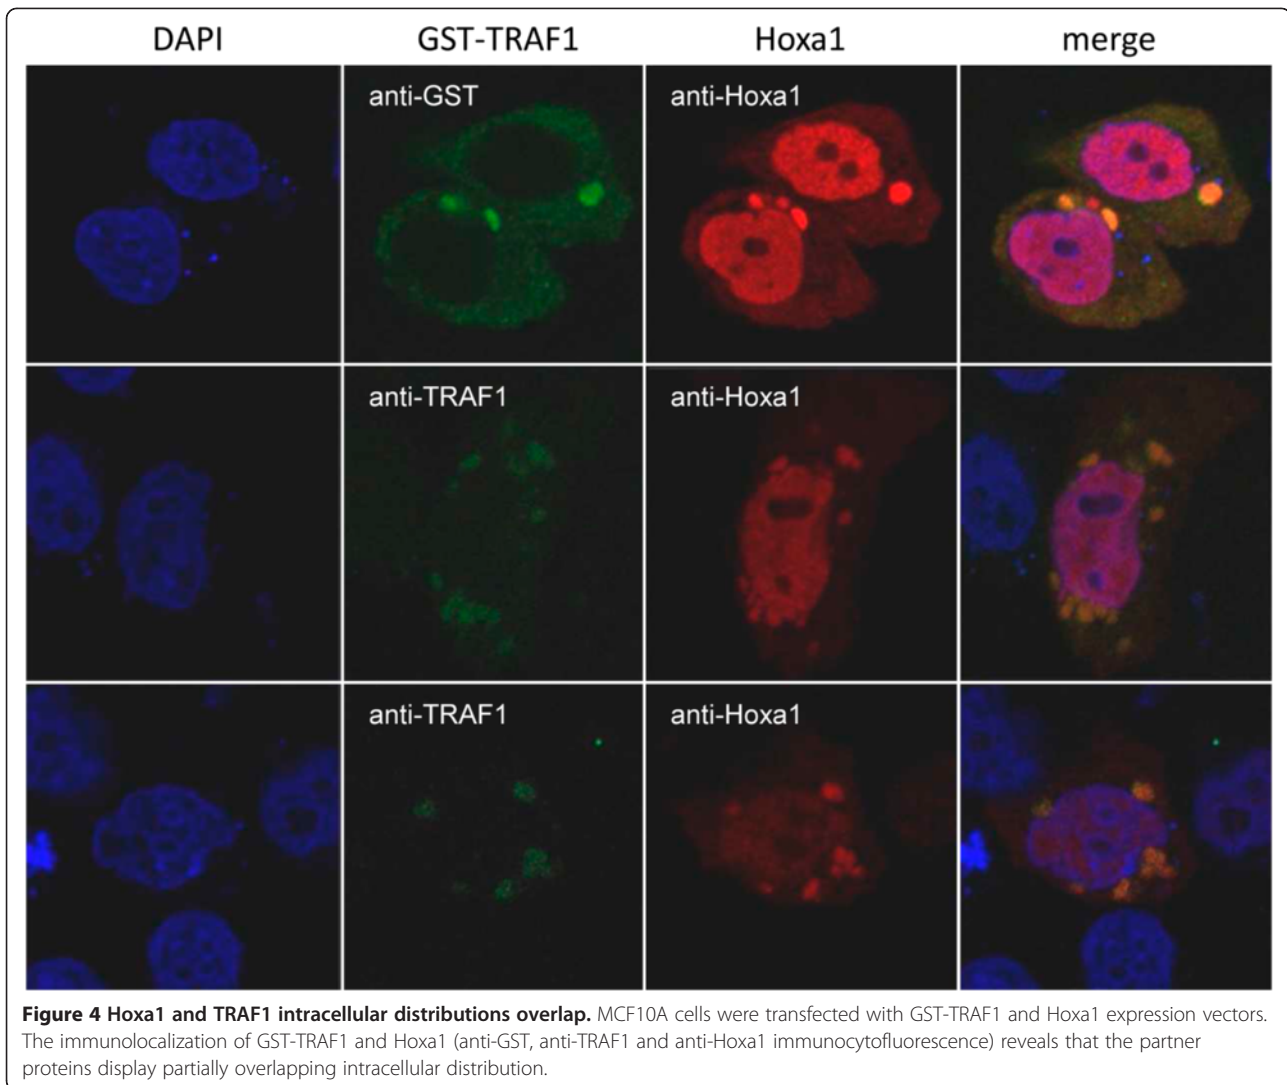 DAPI GST-TRAF1 Hoxa1 merge
anti-GST anti-Hoxa1
anti-TRAF1 anti-Hoxa1
anti-TRAF1 anti-Hoxa1
Figure 4 Hoxa1 and TRAF1 intracellular distributions overlap. MCF10A cells were transfected with GST-TRAF1 and Hoxa1 expression vectors.
The immunolocalization of GST-TRAF1 and Hoxa1 (anti-GST, anti-TRAF1 and anti-Hoxa1 immunocytofluorescence) reveals that the partner
proteins display partially overlapping intracellular distribution.